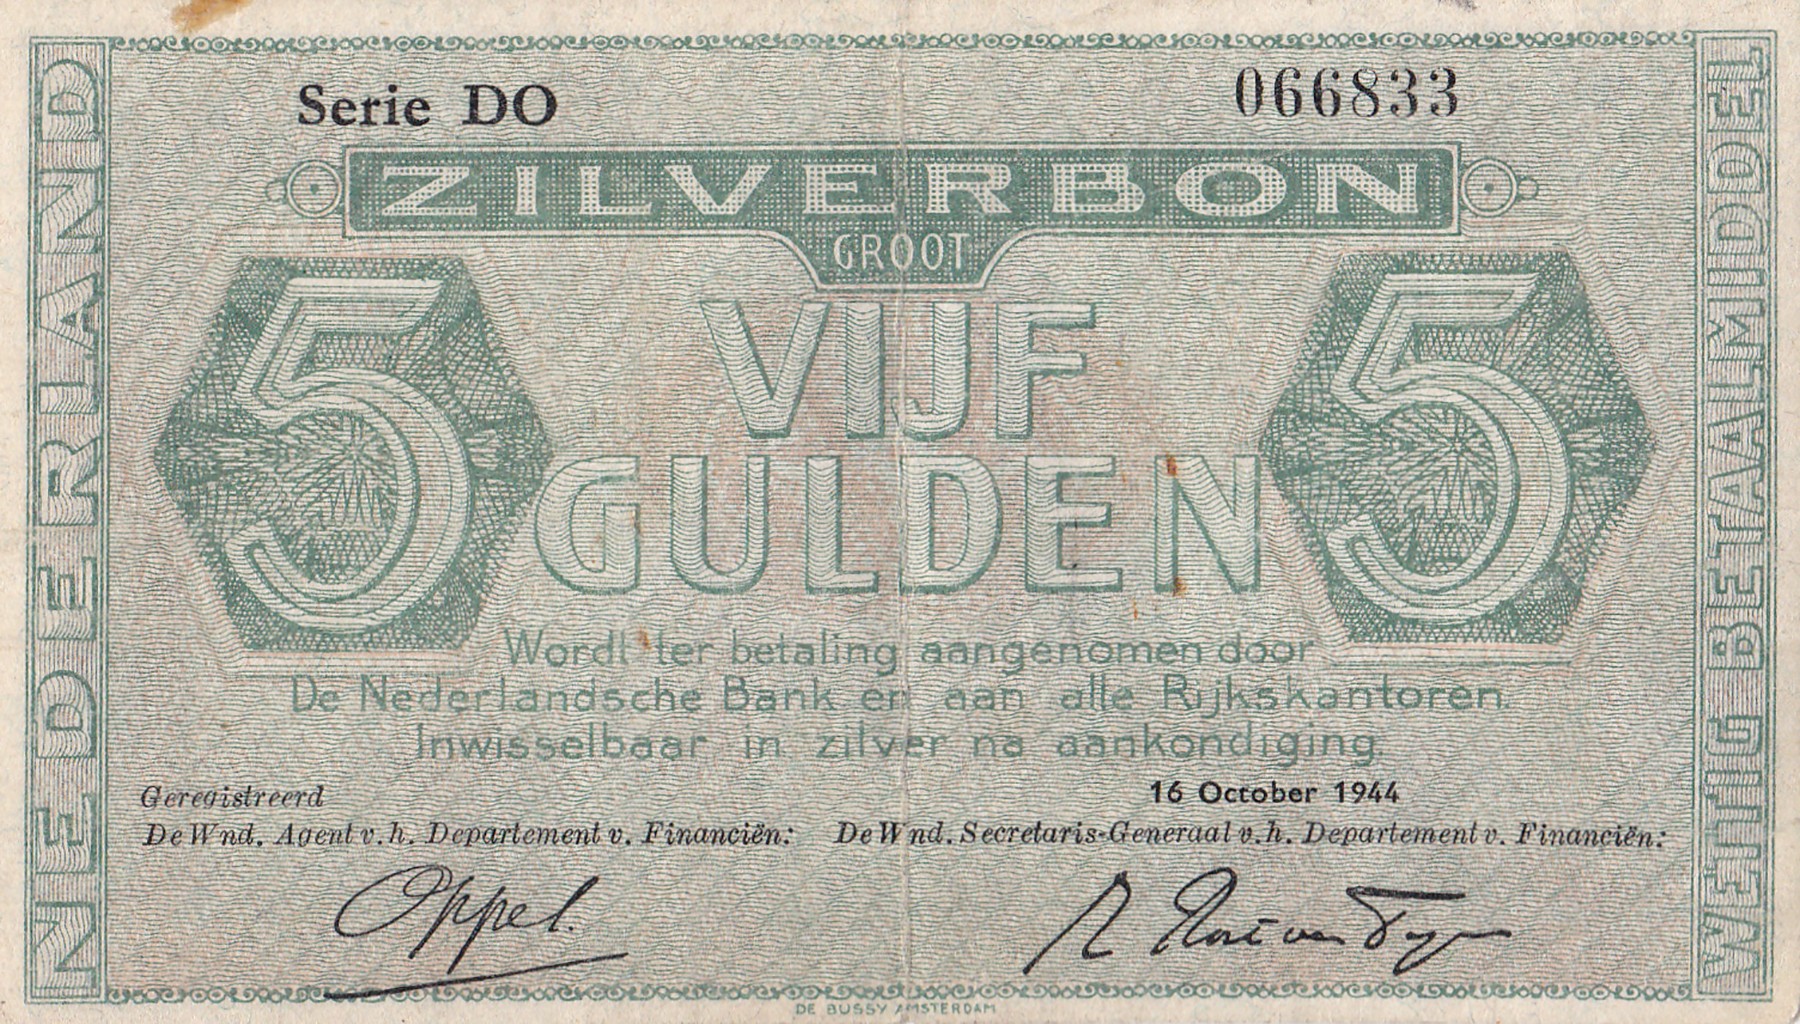 Serie DO
066833
ZILVERBON
GROOT
5
VIJF
5
GULDEN
Wordt ter betaling aangenomen door
De Nederlandsche Bank en aan alle Rijkskantoren.
Inwisselbaar in zilver na aankondiging.
Geregistreerd
16 October 1944
De Wnd. Agent v.h. Departement v. Financiën:
De Wnd. Secretaris-Generaal v.h. Departement v. Financiën:
Oppel.
NEDERLAND
WETTIG BETAALMIDDEL
DE BUSSY AMSTERDAM